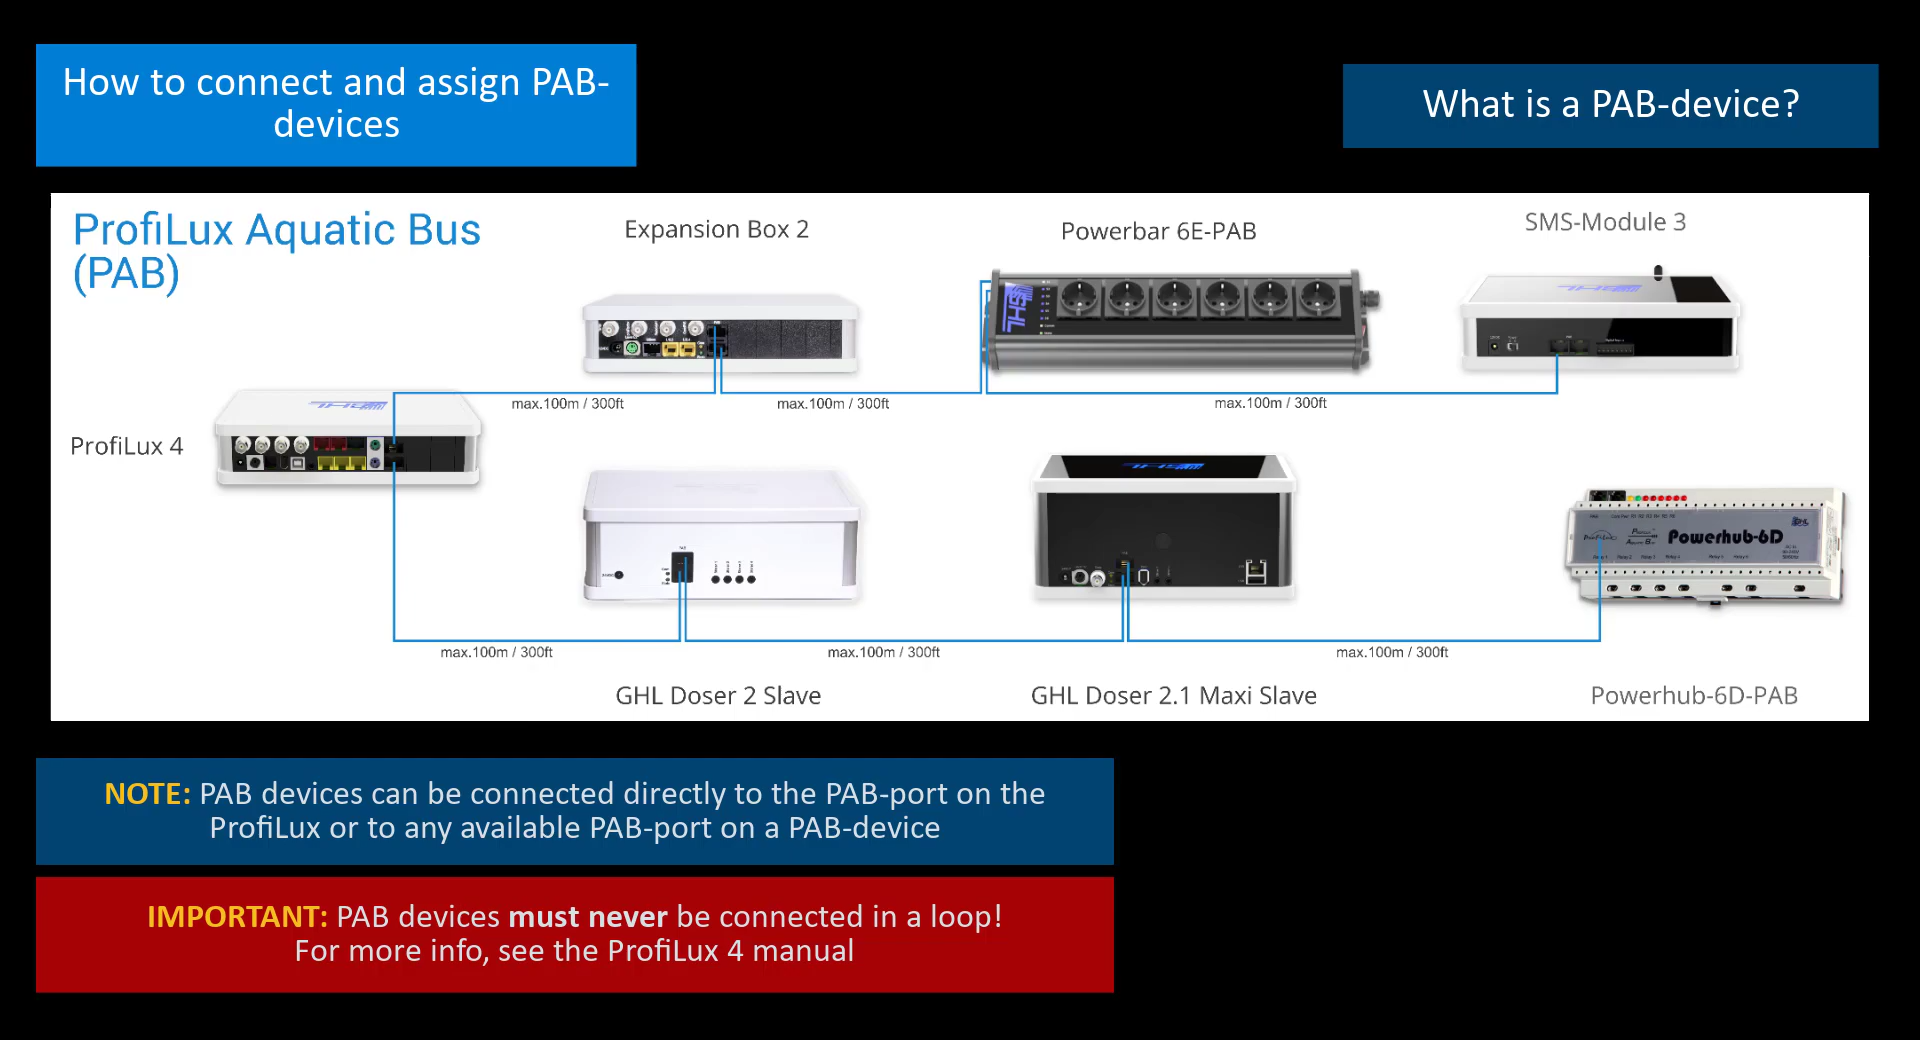 How to connect and assign PAB-
devices
What is a PAB-device?
ProfiLux Aquatic Bus
(PAB)
Expansion Box 2
Powerbar 6E-PAB
SMS-Module 3
GHL
max.100m / 300ft
max.100m / 300ft
max.100m / 300ft
ProfiLux 4
Powerhub-6D
max.100m / 300ft
max.100m / 300ft
max.100m / 300ft
GHL Doser 2 Slave
GHL Doser 2.1 Maxi Slave
Powerhub-6D-PAB
NOTE: PAB devices can be connected directly to the PAB-port on the
ProfiLux or to any available PAB-port on a PAB-device
IMPORTANT: PAB devices must never be connected in a loop!
For more info, see the ProfiLux 4 manual